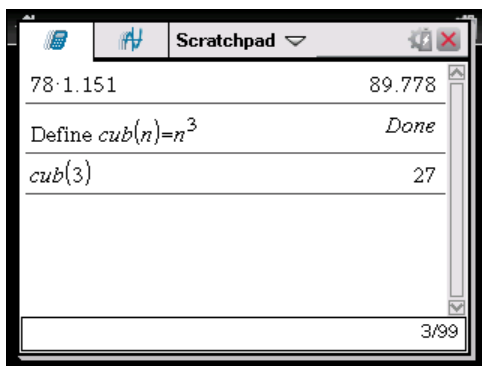 Scratchpad
78·1.151 89.778
Define cub(n)=n³ Done
cub(3) 27
3/99